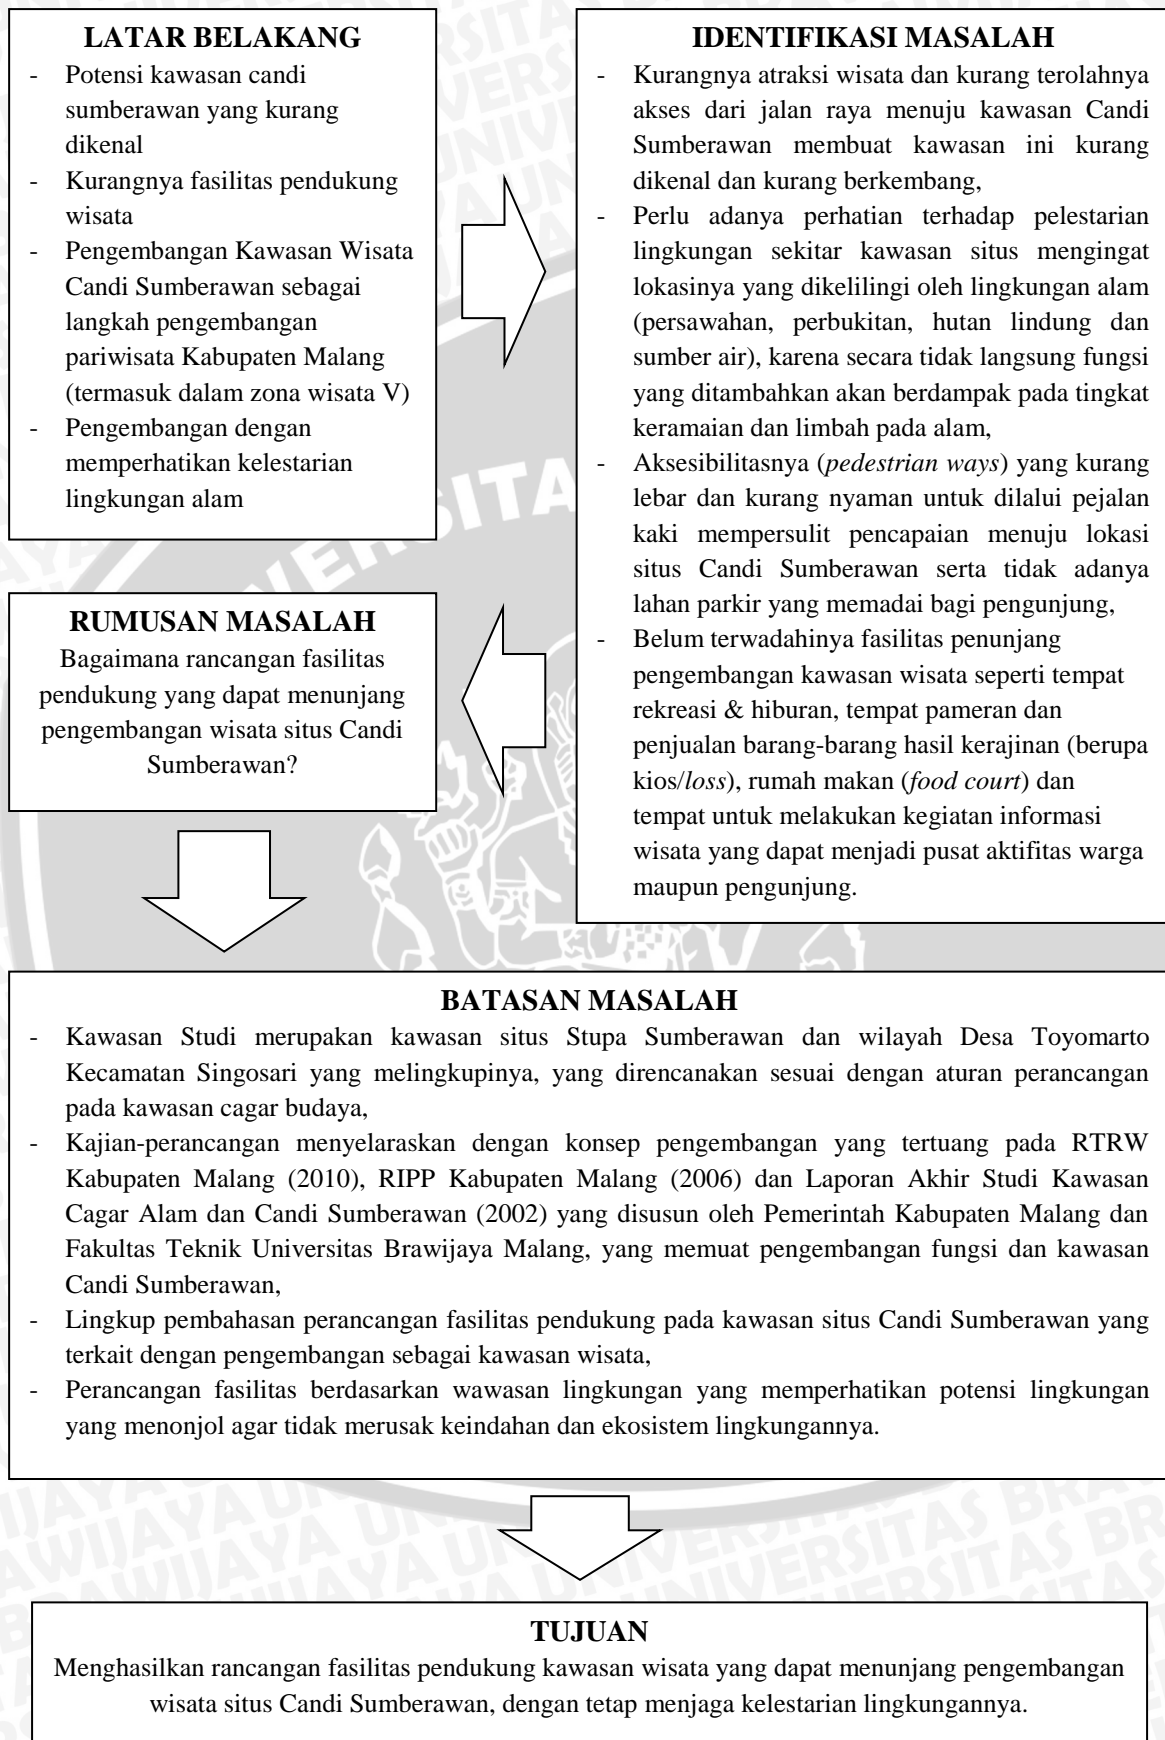 LATAR BELAKANG
- Potensi kawasan candi
sumberawan yang kurang
dikenal
- Kurangnya fasilitas pendukung
wisata
- Pengembangan Kawasan Wisata
Candi Sumberawan sebagai
langkah pengembangan
pariwisata Kabupaten Malang
(termasuk dalam zona wisata V)
- Pengembangan dengan
memperhatikan kelestarian
lingkungan alam
IDENTIFIKASI MASALAH
- Kurangnya atraksi wisata dan kurang terolahnya
akses dari jalan raya menuju kawasan Candi
Sumberawan membuat kawasan ini kurang
dikenal dan kurang berkembang,
- Perlu adanya perhatian terhadap pelestarian
lingkungan sekitar kawasan situs mengingat
lokasinya yang dikelilingi oleh lingkungan alam
(persawahan, perbukitan, hutan lindung dan
sumber air), karena secara tidak langsung fungsi
yang ditambahkan akan berdampak pada tingkat
keramaian dan limbah pada alam,
- Aksesibilitasnya (pedestrian ways) yang kurang
lebar dan kurang nyaman untuk dilalui pejalan
kaki mempersulit pencapaian menuju lokasi
situs Candi Sumberawan serta tidak adanya
lahan parkir yang memadai bagi pengunjung,
- Belum terwadahinya fasilitas penunjang
pengembangan kawasan wisata seperti tempat
rekreasi & hiburan, tempat pameran dan
penjualan barang-barang hasil kerajinan (berupa
kios/loss), rumah makan (food court) dan
tempat untuk melakukan kegiatan informasi
wisata yang dapat menjadi pusat aktifitas warga
maupun pengunjung.
RUMUSAN MASALAH
Bagaimana rancangan fasilitas
pendukung yang dapat menunjang
pengembangan wisata situs Candi
Sumberawan?
BATASAN MASALAH
- Kawasan Studi merupakan kawasan situs Stupa Sumberawan dan wilayah Desa Toyomarto
Kecamatan Singosari yang melingkupinya, yang direncanakan sesuai dengan aturan perancangan
pada kawasan cagar budaya,
- Kajian-perancangan menyelaraskan dengan konsep pengembangan yang tertuang pada RTRW
Kabupaten Malang (2010), RIPP Kabupaten Malang (2006) dan Laporan Akhir Studi Kawasan
Cagar Alam dan Candi Sumberawan (2002) yang disusun oleh Pemerintah Kabupaten Malang dan
Fakultas Teknik Universitas Brawijaya Malang, yang memuat pengembangan fungsi dan kawasan
Candi Sumberawan,
- Lingkup pembahasan perancangan fasilitas pendukung pada kawasan situs Candi Sumberawan yang
terkait dengan pengembangan sebagai kawasan wisata,
- Perancangan fasilitas berdasarkan wawasan lingkungan yang memperhatikan potensi lingkungan
yang menonjol agar tidak merusak keindahan dan ekosistem lingkungannya.
TUJUAN
Menghasilkan rancangan fasilitas pendukung kawasan wisata yang dapat menunjang pengembangan
wisata situs Candi Sumberawan, dengan tetap menjaga kelestarian lingkungannya.